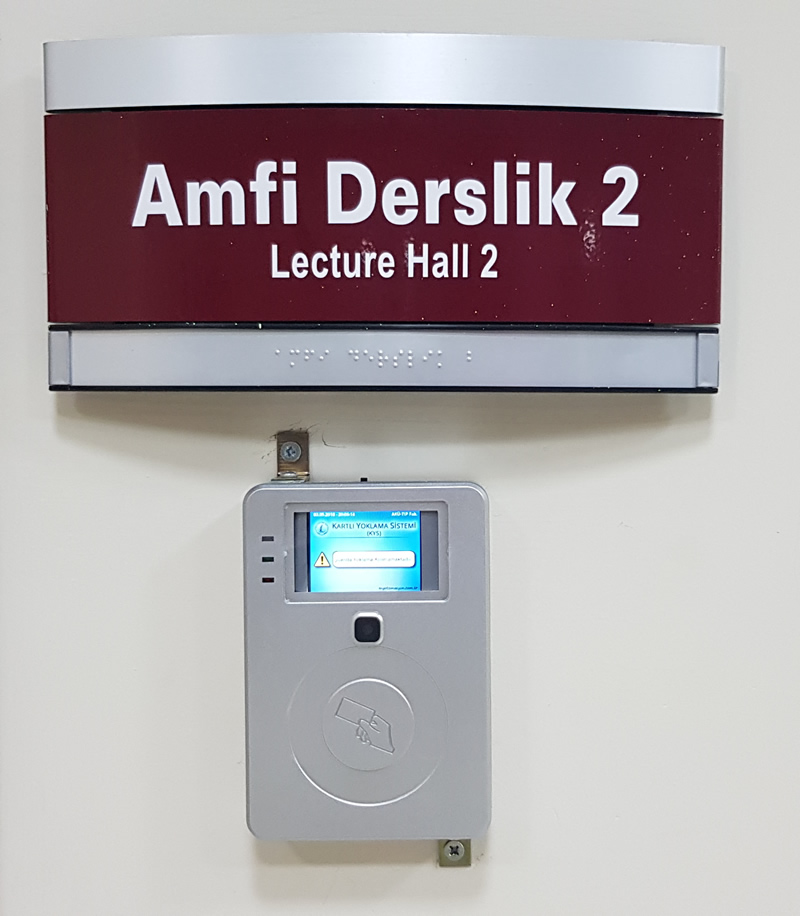 Amfi Derslik 2
Lecture Hall 2
KARTLI YOKLAMA SİSTEMİ
(KYS)